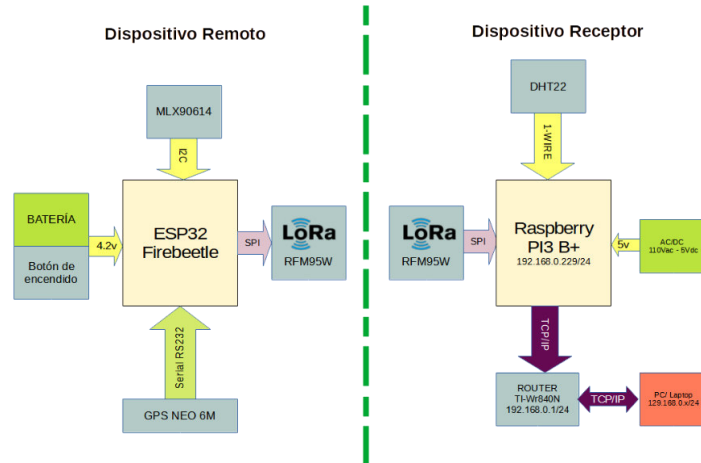 Dispositivo Remoto
MLX90614
I2C
BATERÍA
Botón de
encendido
4.2v
ESP32
Firebeetle
SPI
LoRa
RFM95W
Serial RS232
GPS NEO 6M
Dispositivo Receptor
DHT22
1-WIRE
LoRa
RFM95W
SPI
Raspberry
PI3 B+
192.168.0.229/24
5v
AC/DC
110Vac - 5Vdc
TCP/IP
ROUTER
TI-Wr840N
192.168.0.1/24
TCP/IP
PC/ Laptop
129.168.0.x/24